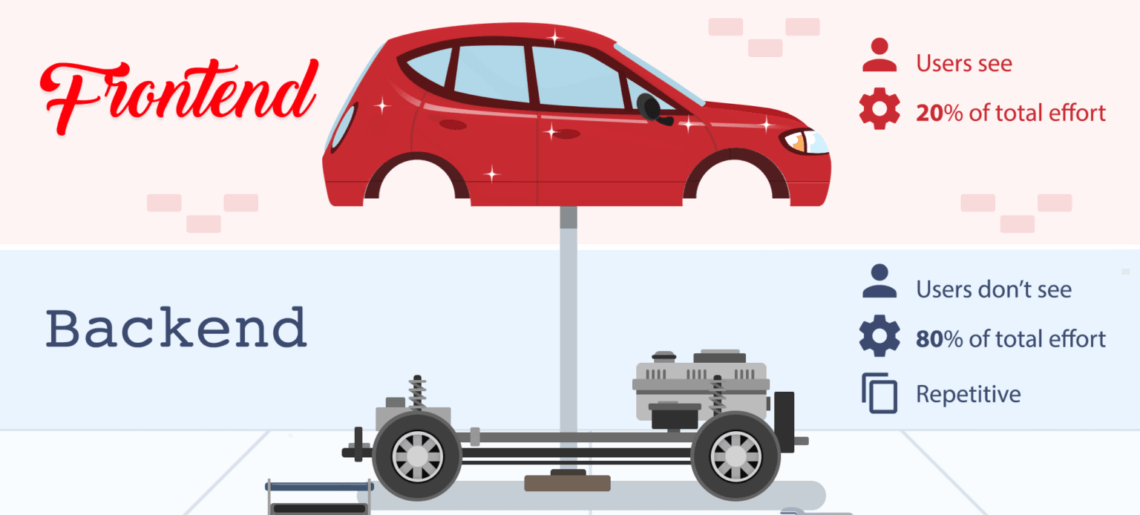 Frontend
Users see
20% of total effort
Backend
Users don't see
80% of total effort
Repetitive